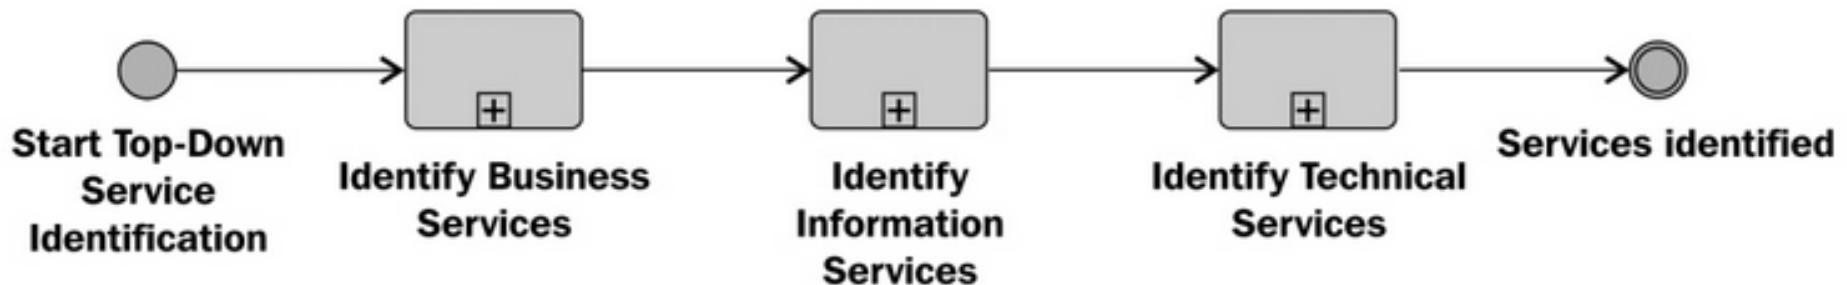 Start Top-Down
Service
Identification
Identify Business
Services
Identify
Information
Services
Identify Technical
Services
Services identified